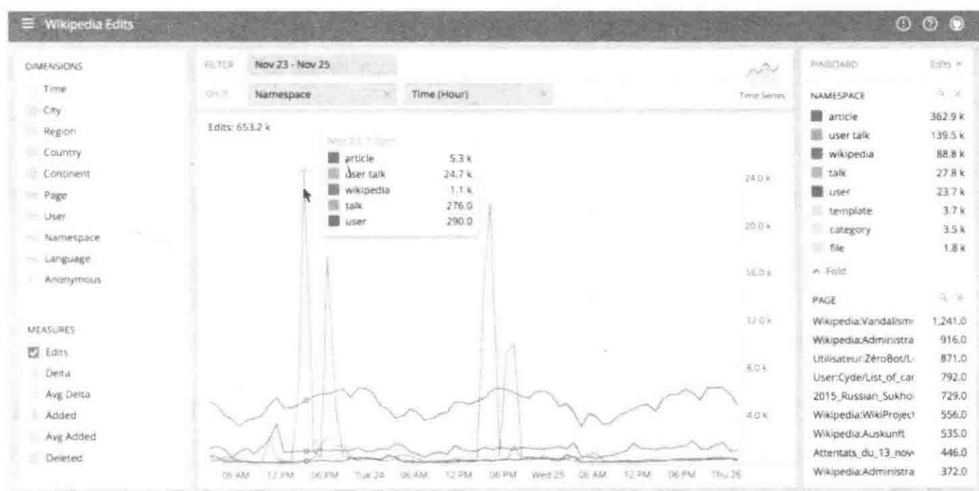 Wikipedia Edits
DIMENSIONS
Time
City
Region
Country
Continent
Page
User
Namespace
Language
Anonymous
MEASURES
Edits
Delta
Avg Delta
Added
Avg Added
Deleted
FILTER Nov 23 - Nov 25
SPLIT Namespace Time (Hour)
Time Series
Edits: 653.2 k
Nov 23,
article 5.3 k
user talk 24.7 k
wikipedia 1.1 k
talk 276.0
user 290.0
24.0 k
20.0 k
16.0 k
12.0 k
8.0 k
4.0 k
06 AM 12 PM 06 PM Tue 24 06 AM 12 PM 06 PM Wed 25 06 AM 12 PM 06 PM Thu 26
PINBOARD Edits
NAMESPACE
article 362.9 k
user talk 139.5 k
wikipedia 88.8 k
talk 27.8 k
user 23.7 k
template 3.7 k
category 3.5 k
file 1.8 k
Fold
PAGE
Wikipedia:Vandalism 1,241.0
Wikipedia:Administra 916.0
Utilisateur:ZéroBot/L 871.0
User:Cyde/List_of_cai 792.0
2015_Russian_Sukhoi 729.0
Wikipedia:WikiProject 556.0
Wikipedia:Auskunft 535.0
Attentats_du_13_nov 446.0
Wikipedia:Administra 372.0